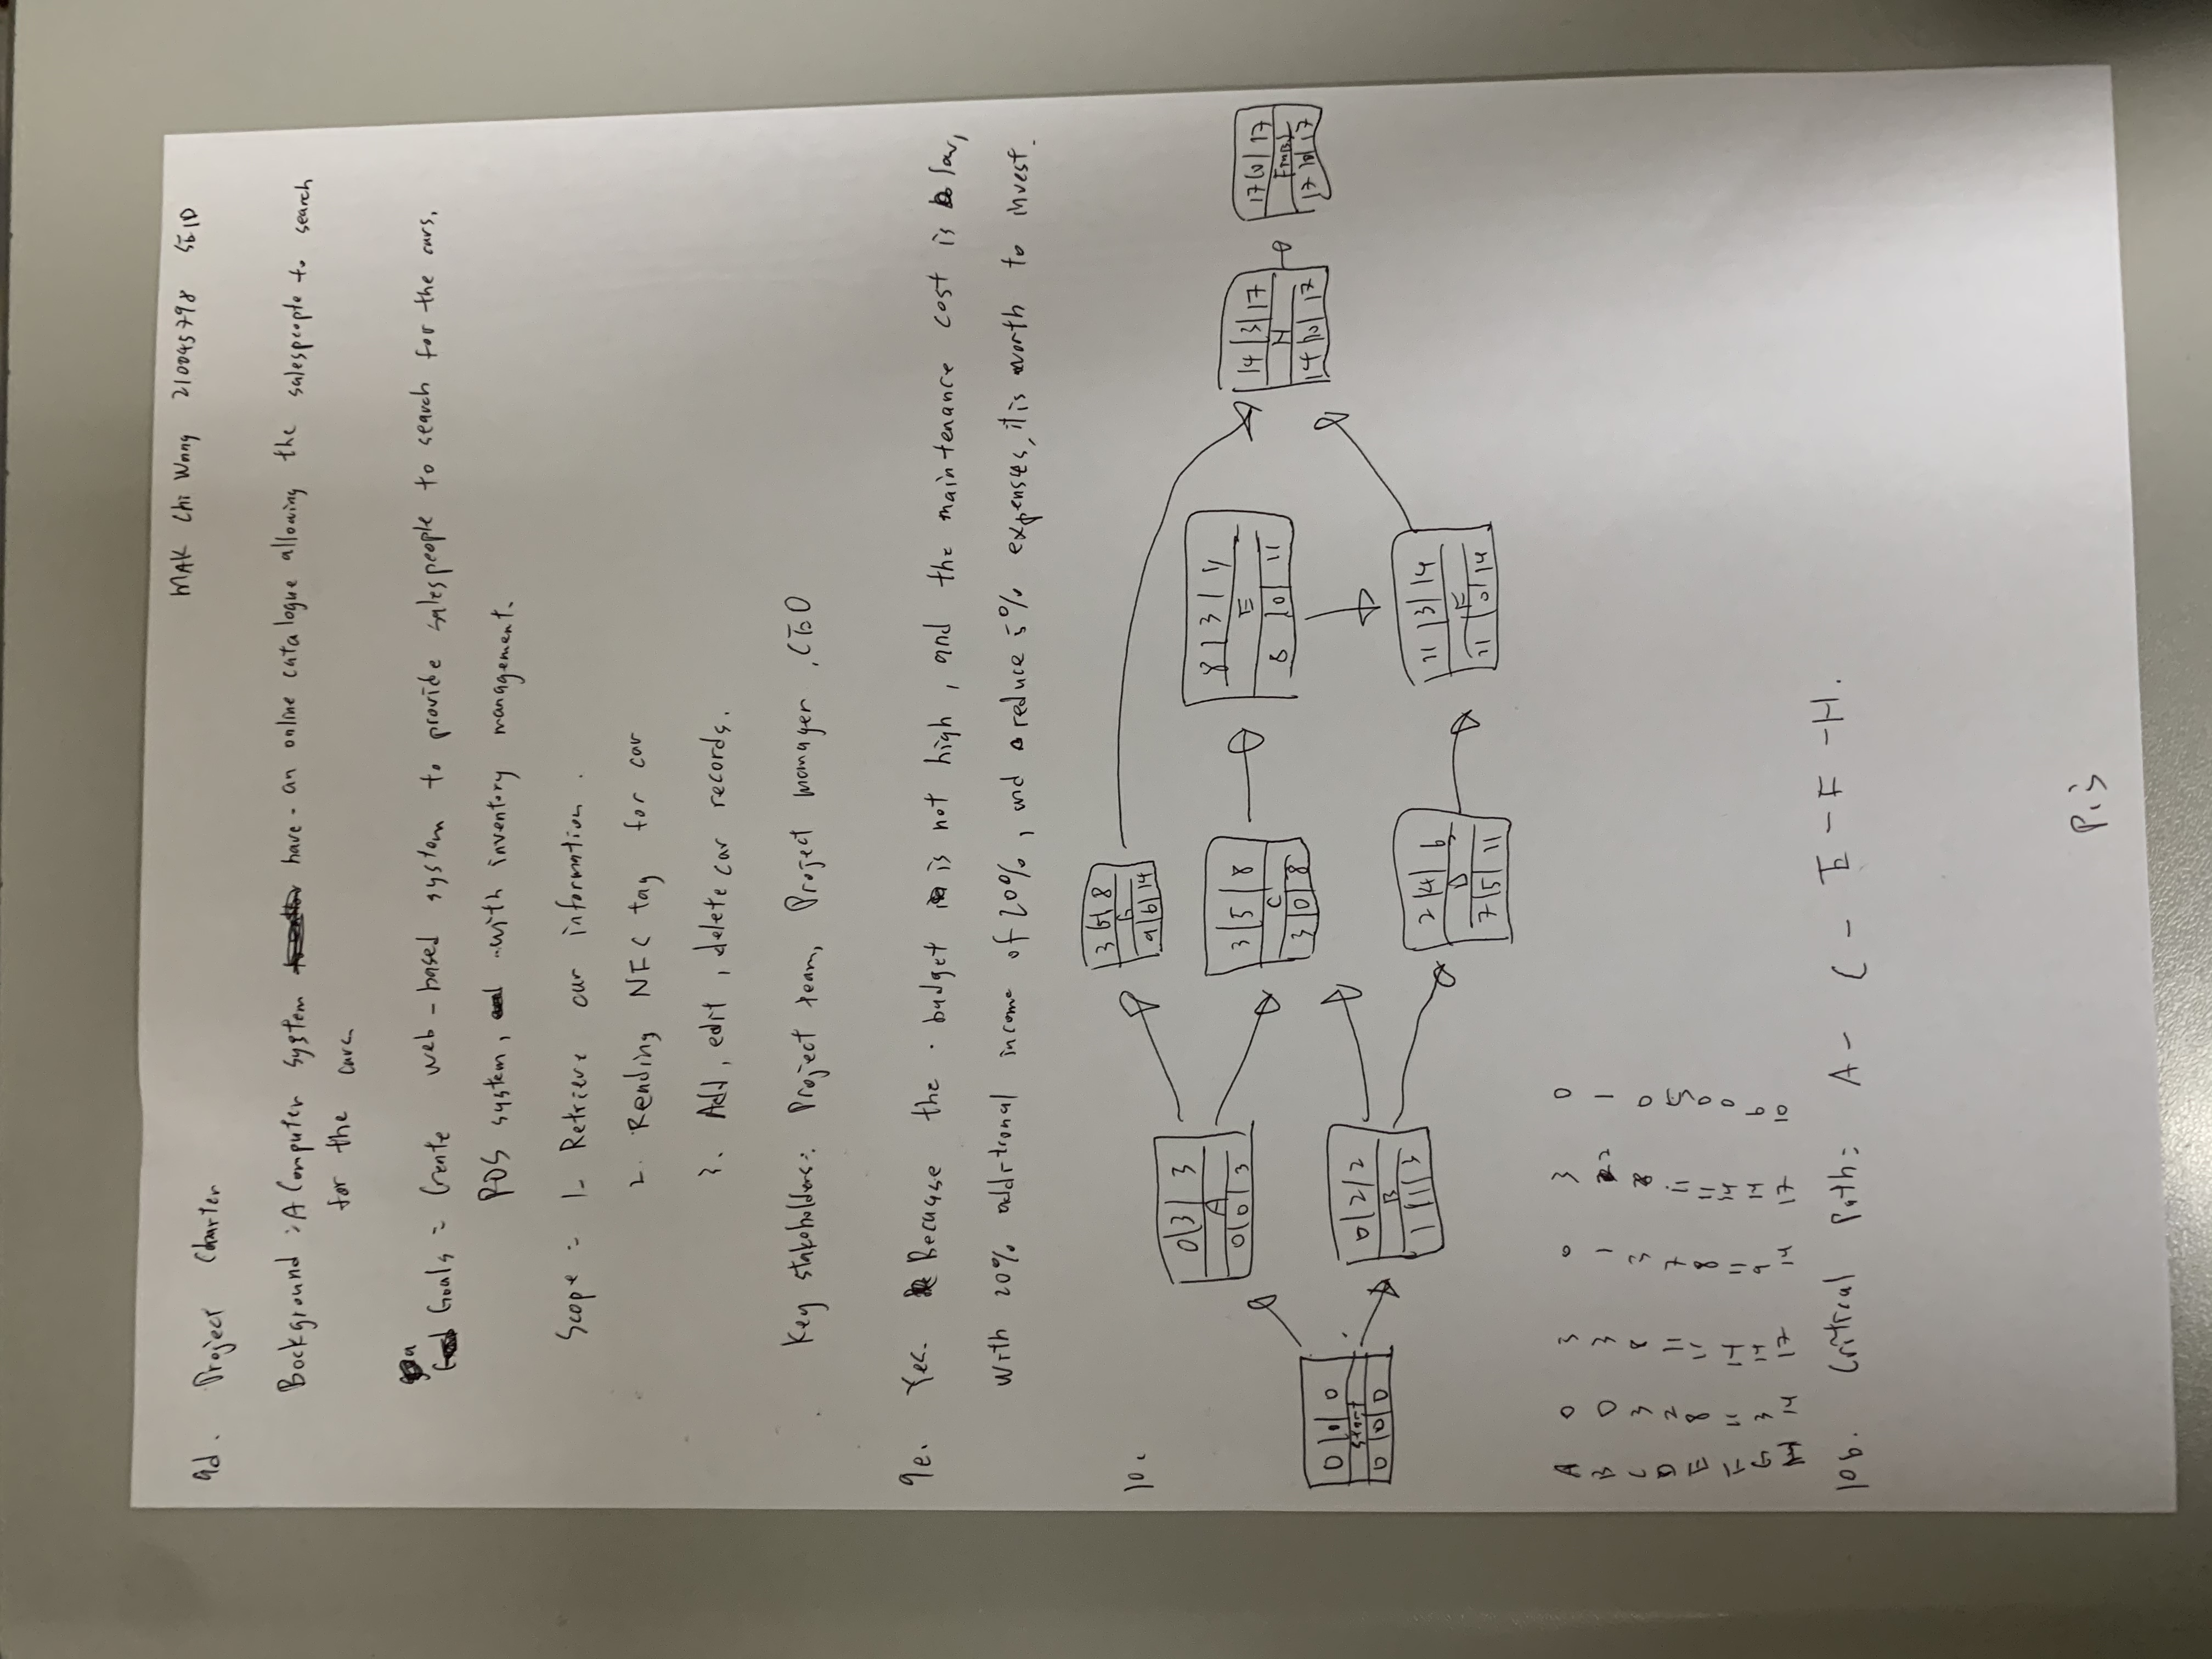 MAK Chi Wang 210045798 SE1D
9d. Project Charter
Background : A Computer system have an online catalogue allowing the salespeople to search
for the cars
Goals = Create web-based system to provide salespeople to search for the cars,
POS system, with inventory management.
Scope = 1. Retrieve car information.
2. Reading NFC tag for car
3. Add, edit, delete car records.
Key stakeholders: Project team, Project manager, CEO
9e. Yes. Because the budget is not high, and the maintenance cost is low,
with 20% additional income of 20%, and reduce 5% expenses, it is worth to invest.
10.
3 | | 8
G
9 | 6 | 14
0 | 3 | 3
A
0 | 0 | 3
3 | 5 | 8
C
3 | 0 | 8
8 | 3 | 11
E
8 | 0 | 11
14 | 3 | 17
H
14 | 0 | 17
17 | 0 | 17
17 | 0 | 17
0 | 0 | 0
Start
0 | 0 | 0
0 | 2 | 2
B
1 | 1 | 3
2 | 4 | 6
D
7 | 5 | 11
11 | 3 | 14
F
11 | 0 | 14
A 0 3 0 3 0
B 0 3 1 2 1
C 3 8 3 8 0
D 2 11 7 11 5
E 8 11 8 11 0
F 11 14 11 14 0
G 3 14 9 14 6
H 14 17 14 17 10
10b. Critical Path: A - C - E - F - H.
P.3